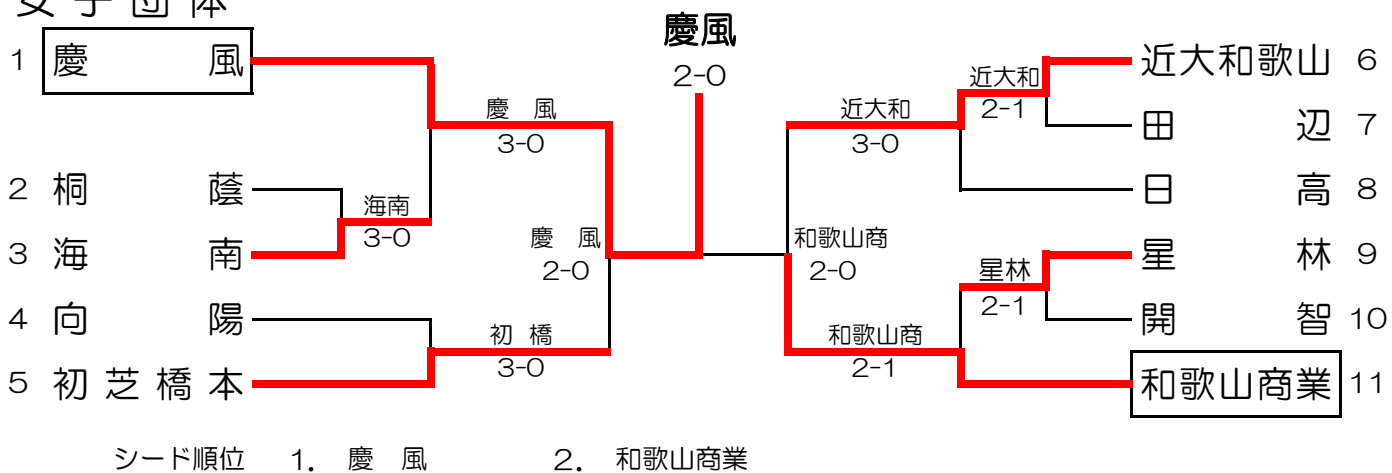 女子団体
慶風
2-0
1 慶風
2 桐蔭
3 海南
4 向陽
5 初芝橋本
海南
3-0
慶風
3-0
初橋
3-0
慶風
2-0
近大和
3-0
和歌山商
2-0
和歌山商
2-1
近大和
2-1
星林
2-1
近大和歌山 6
田辺 7
日高 8
星林 9
開智 10
和歌山商業 11
シード順位 1. 慶風 2. 和歌山商業